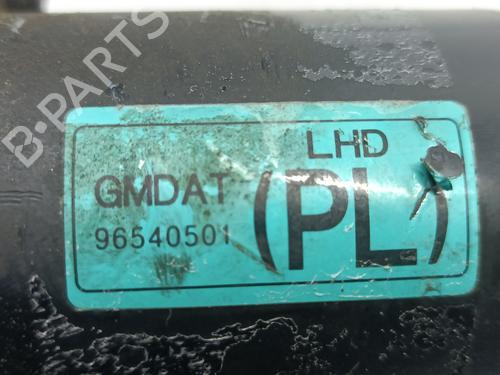 LHD
GMDAT (PL)
96540501
B-PARTS